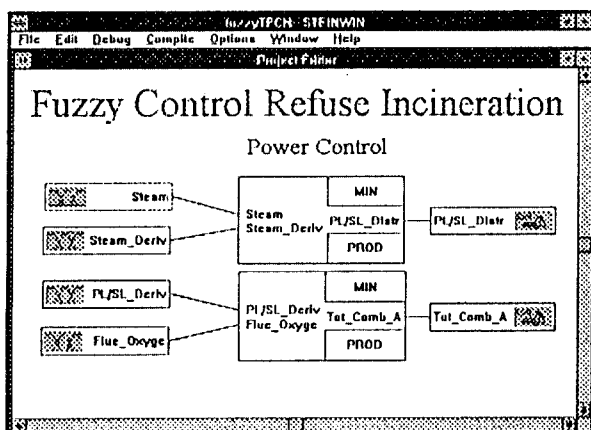 fuzzyTECH - STEINWIN
File Edit Debug Compile Options Window Help
Project Editor
Fuzzy Control Refuse Incineration
Power Control
Steam
Steam_Deriv
Steam
Steam_Deriv
MIN
PL/SL_Distr
PROD
PL/SL_Distr
PL/SL_Deriv
Flue_Oxyge
PL/SL_Deriv
Flue_Oxyge
MIN
Tot_Comb_A
PROD
Tot_Comb_A